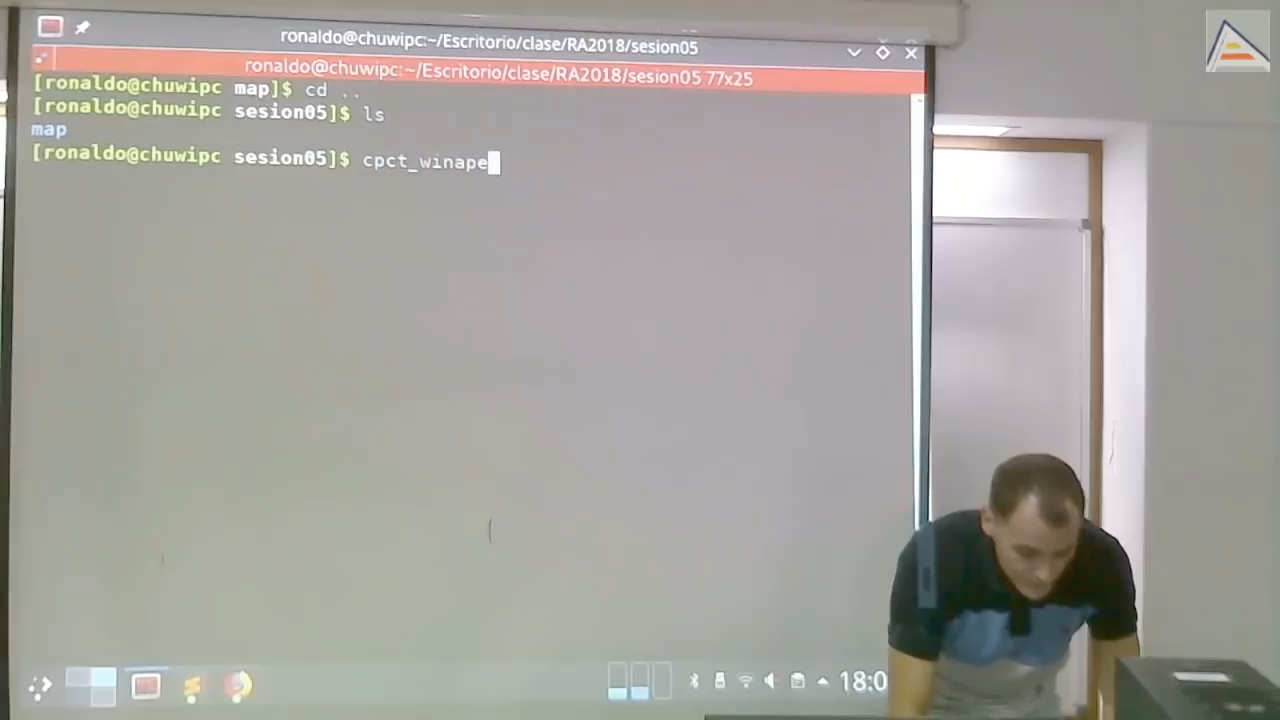 ronaldo@chuwipc:~/Escritorio/clase/RA2018/sesion05
ronaldo@chuwipc:~/Escritorio/clase/RA2018/sesion05 77x25
[ronaldo@chuwipc map]$ cd ..
[ronaldo@chuwipc sesion05]$ ls
map
[ronaldo@chuwipc sesion05]$ cpct_winape
18:0